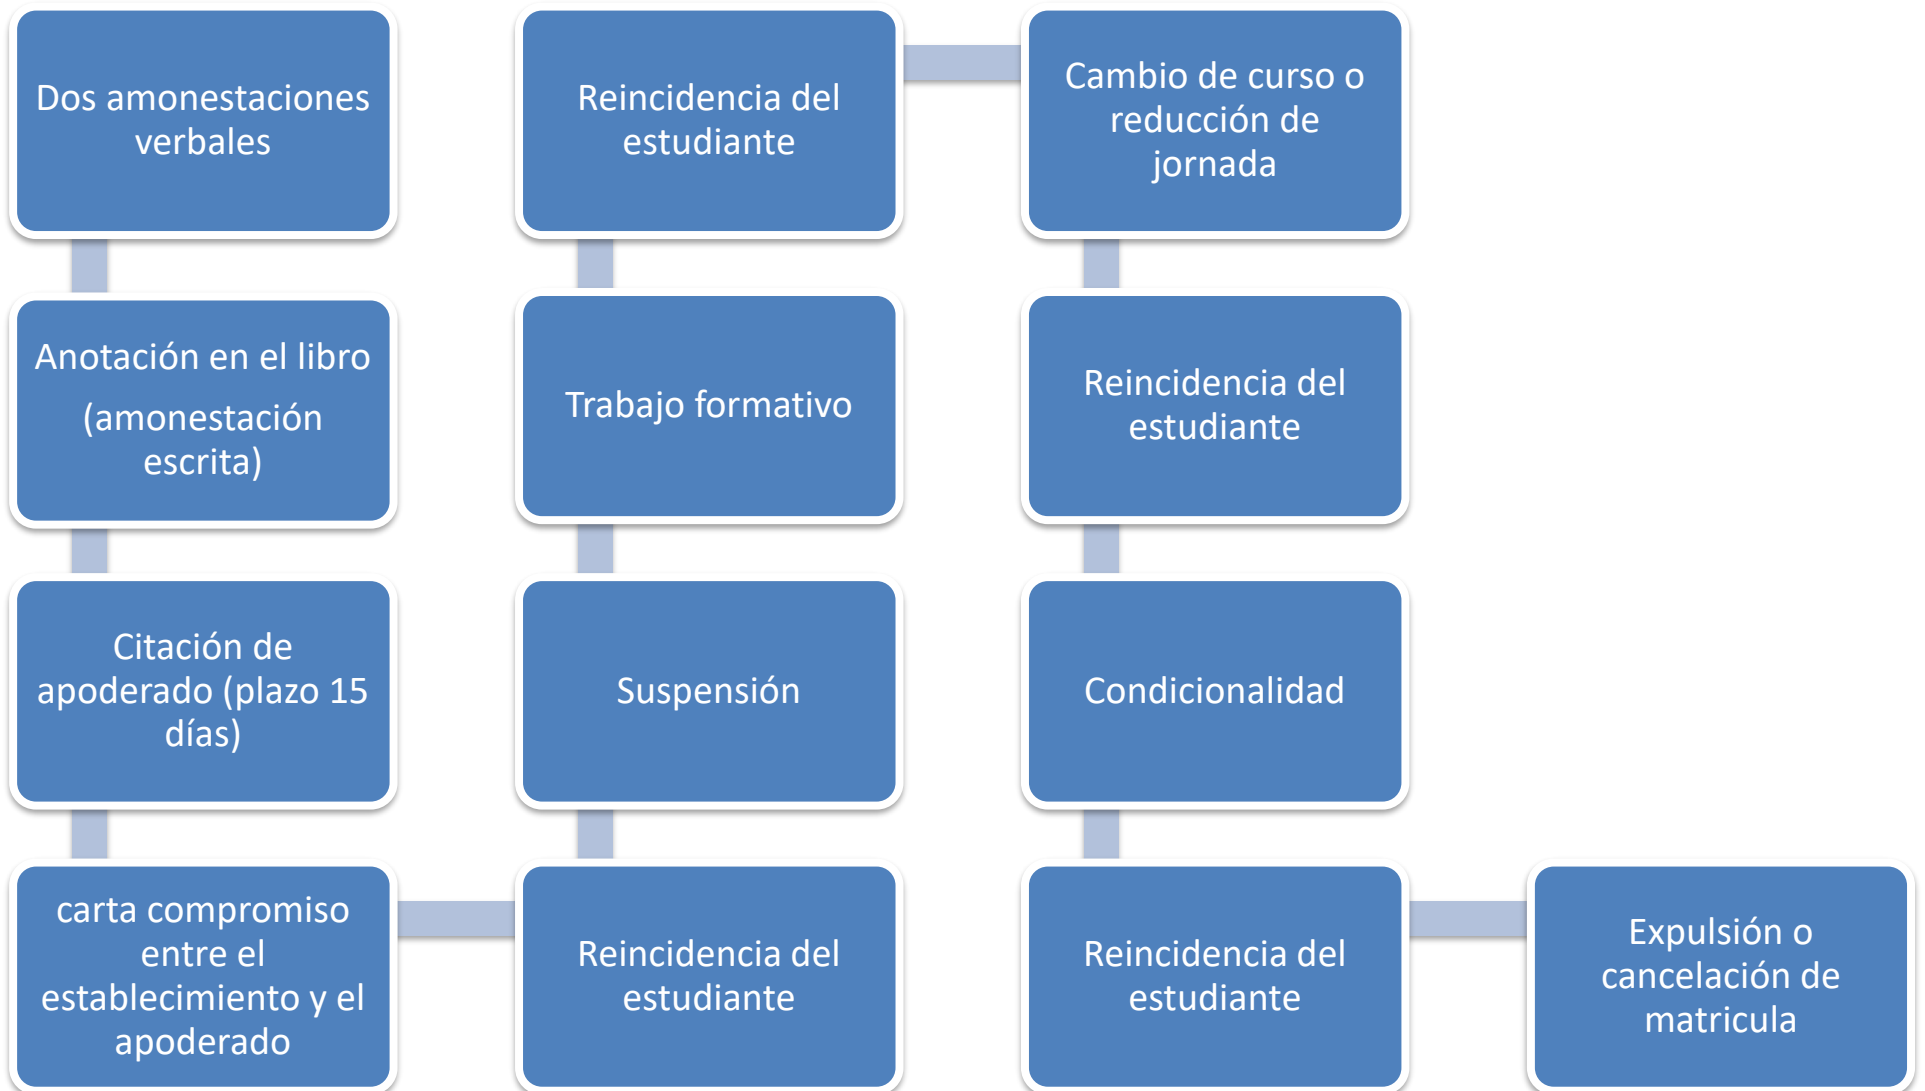 Dos amonestaciones
verbales
Anotación en el libro
(amonestación
escrita)
Citación de
apoderado (plazo 15
días)
carta compromiso
entre el
establecimiento y el
apoderado
Reincidencia del
estudiante
Suspensión
Trabajo formativo
Reincidencia del
estudiante
Cambio de curso o
reducción de
jornada
Reincidencia del
estudiante
Condicionalidad
Reincidencia del
estudiante
Expulsión o
cancelación de
matricula